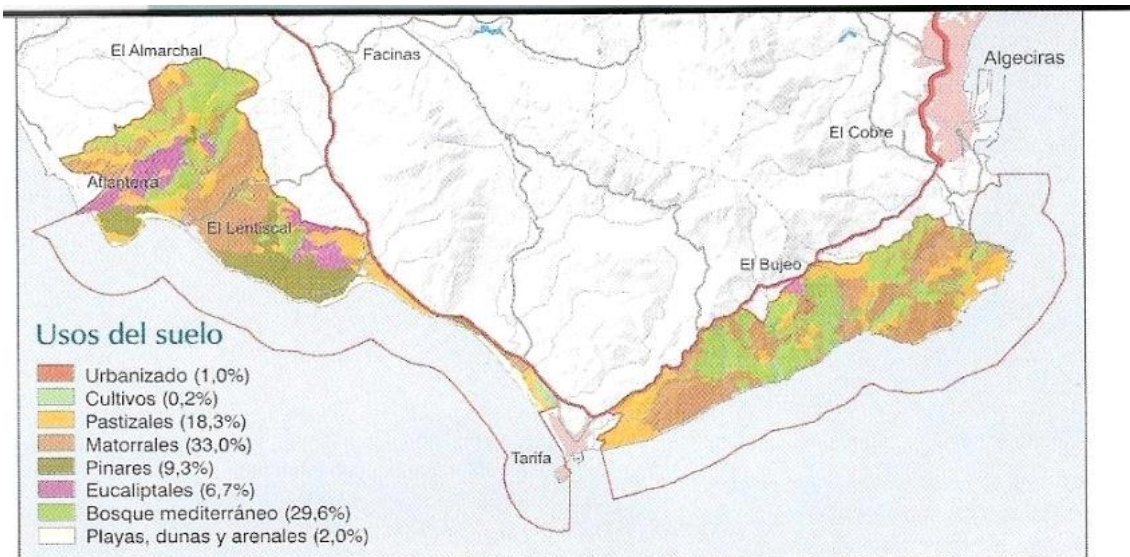 El Almarchal
Facinas
Algeciras
El Cobre
Atlanterra
El Lentiscal
El Bujeo
Usos del suelo
Urbanizado (1,0%)
Cultivos (0,2%)
Pastizales (18,3%)
Matorrales (33,0%)
Pinares (9,3%)
Eucaliptales (6,7%)
Bosque mediterráneo (29,6%)
Playas, dunas y arenales (2,0%)
Tarifa